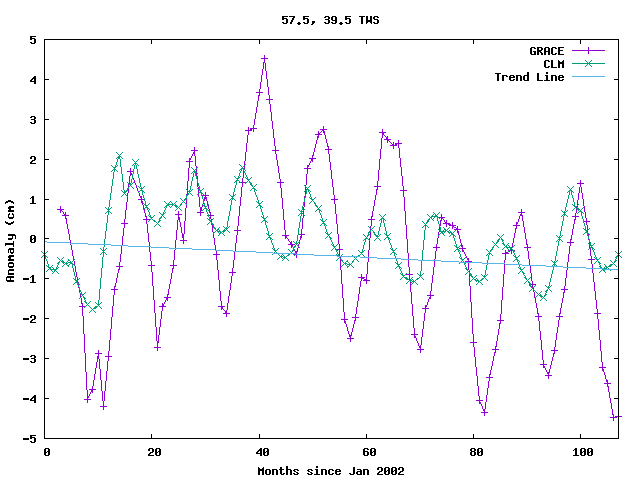 57.5, 39.5 TWS
GRACE
CLM
Trend Line
5
4
3
2
1
0
-1
-2
-3
-4
-5
Anomaly (cm)
0 20 40 60 80 100
Months since Jan 2002